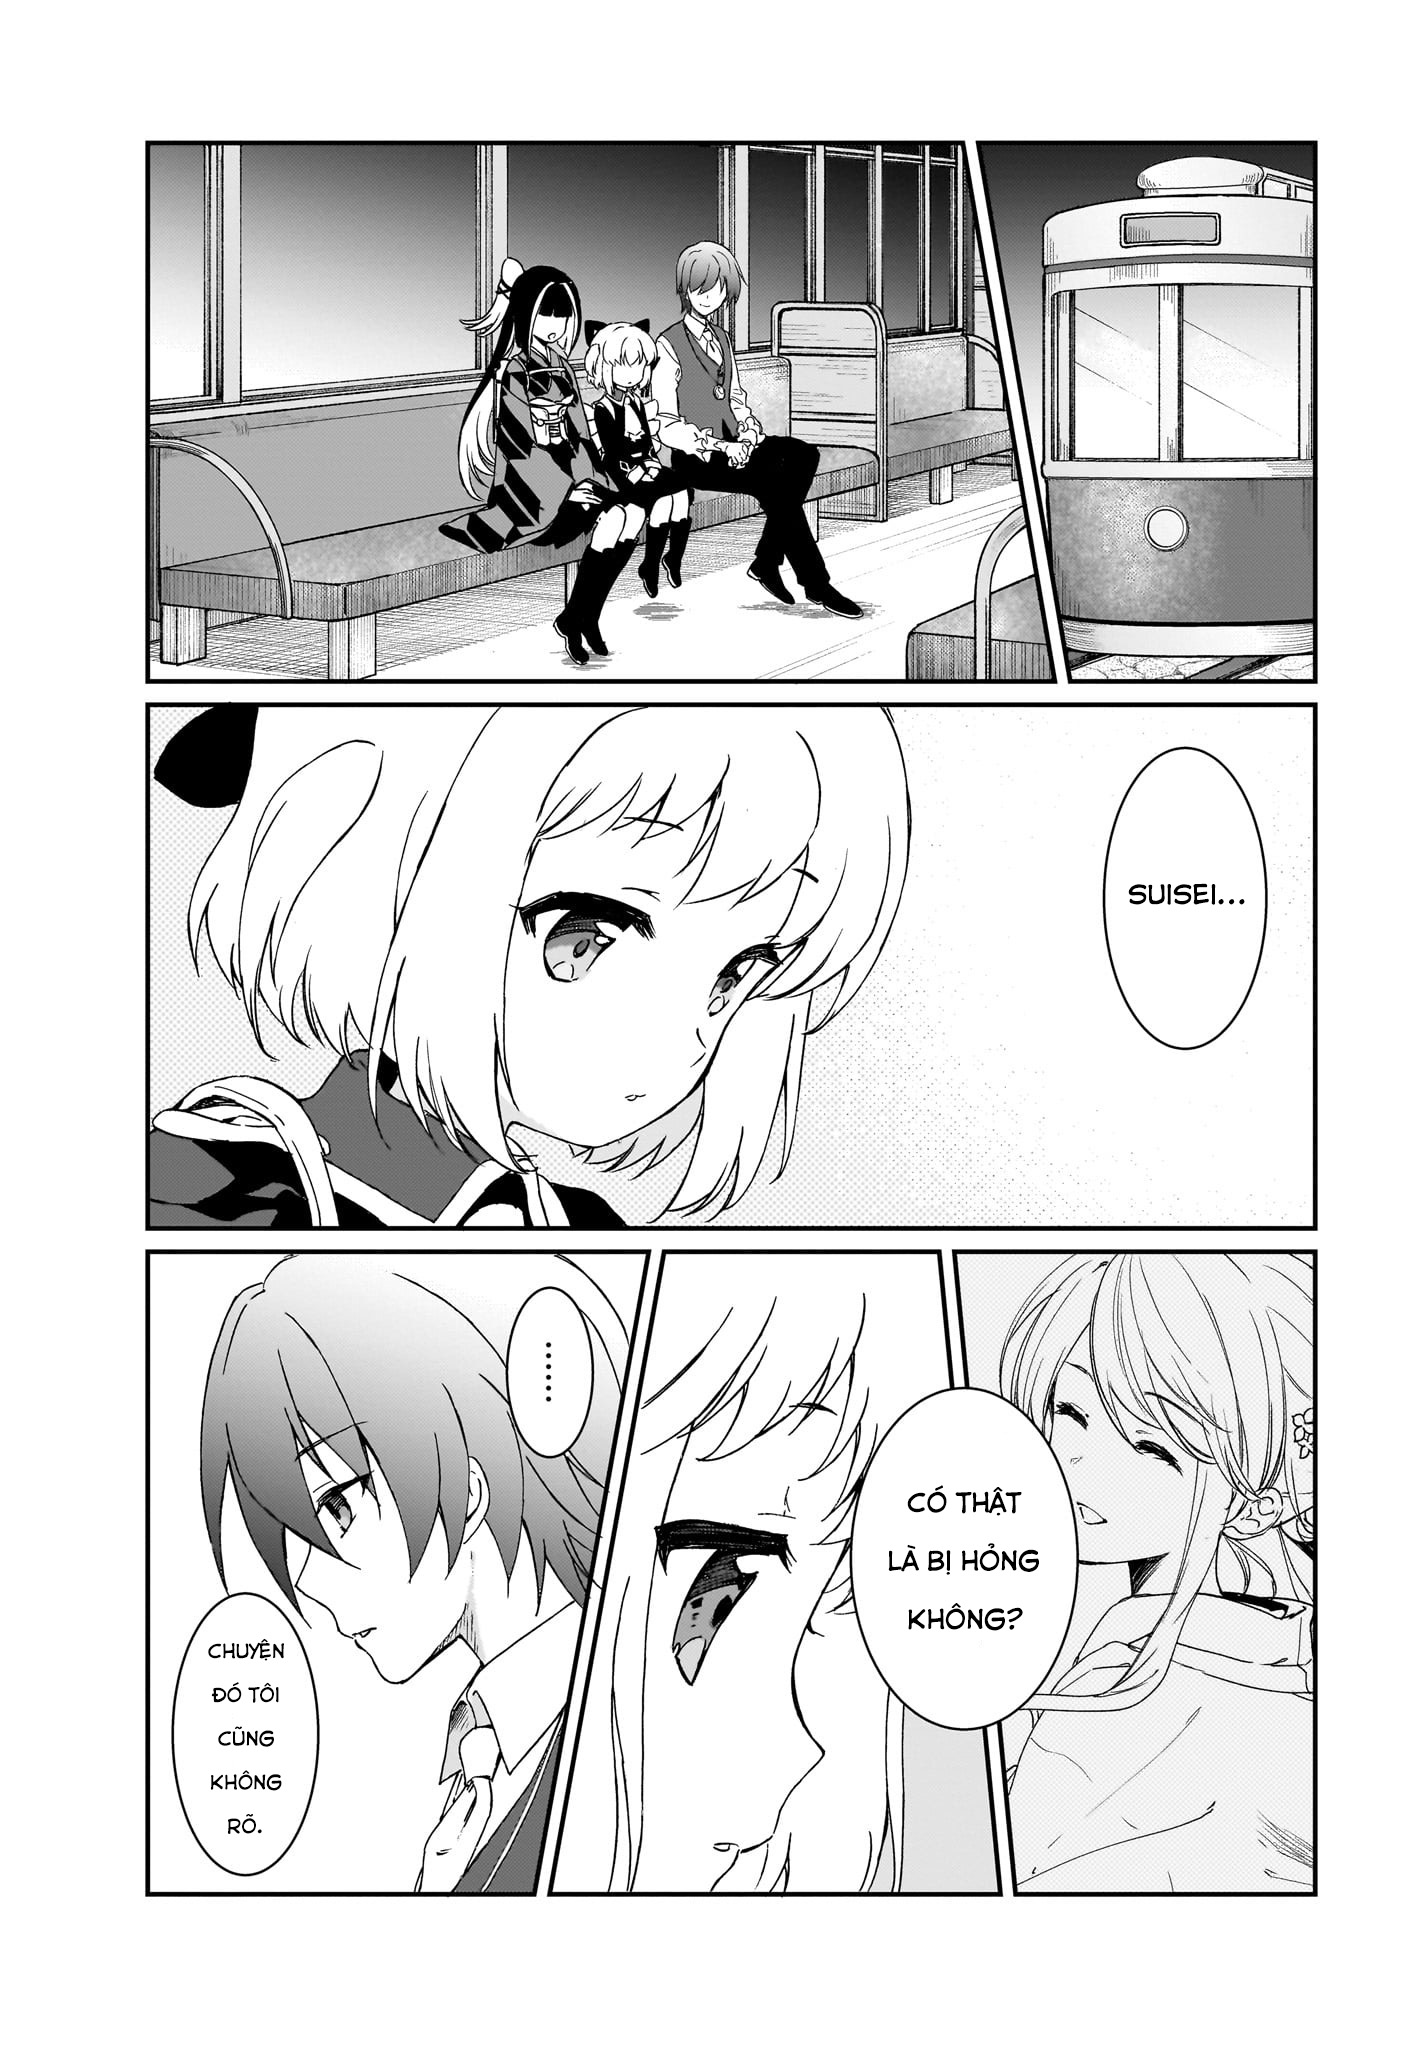 SUISEI...
CÓ THẬT
LÀ BỊ HỎNG
KHÔNG?
.......
CHUYỆN
ĐÓ TÔI
CŨNG
KHÔNG
RÕ.